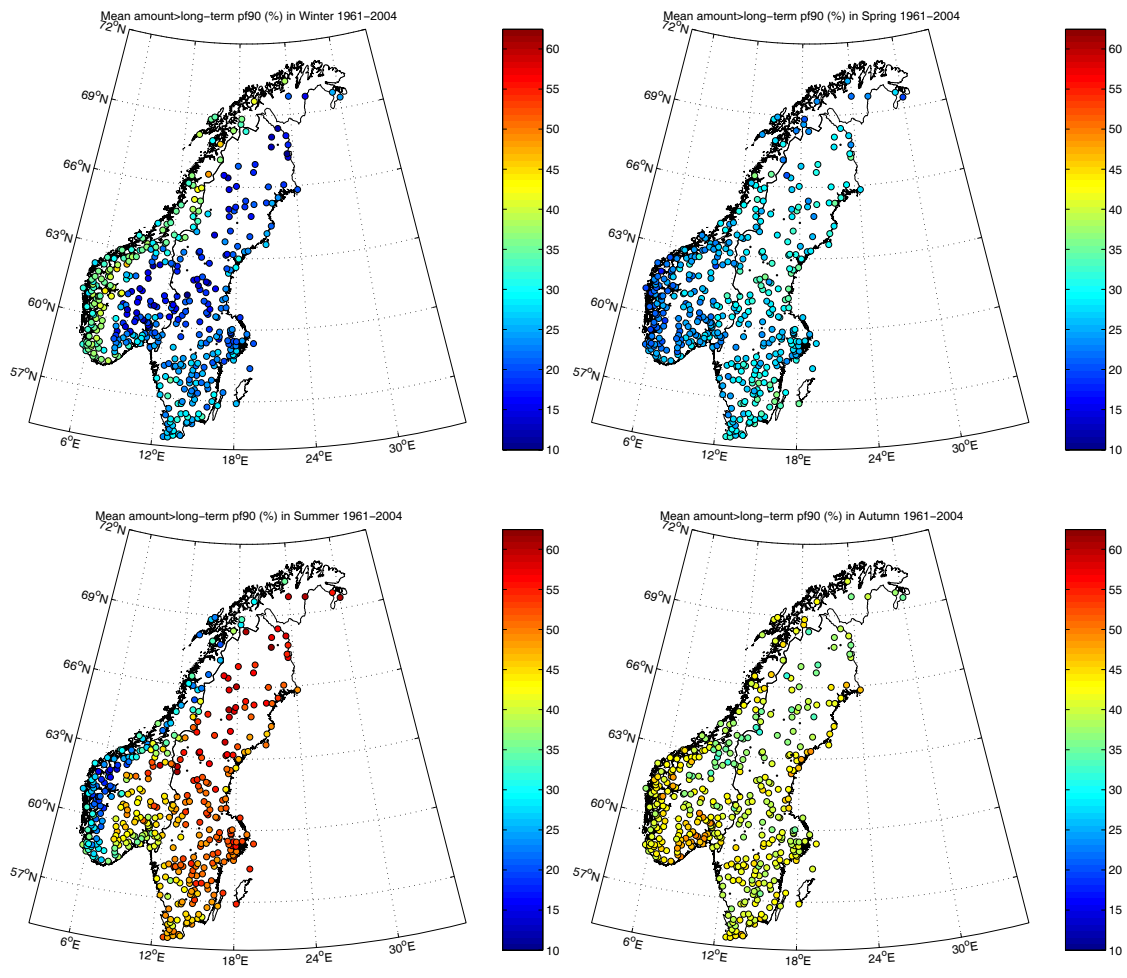 Mean amount>long−term pf90 (%) in Winter 1961−2004
72°N
69°N
66°N
63°N
60°N
57°N
6°E
12°E
18°E
24°E
30°E
60
55
50
45
40
35
30
25
20
15
10
Mean amount>long−term pf90 (%) in Spring 1961−2004
72°N
69°N
66°N
63°N
60°N
57°N
6°E
12°E
18°E
24°E
30°E
60
55
50
45
40
35
30
25
20
15
10
Mean amount>long−term pf90 (%) in Summer 1961−2004
72°N
69°N
66°N
63°N
60°N
57°N
6°E
12°E
18°E
24°E
30°E
60
55
50
45
40
35
30
25
20
15
10
Mean amount>long−term pf90 (%) in Autumn 1961−2004
72°N
69°N
66°N
63°N
60°N
57°N
6°E
12°E
18°E
24°E
30°E
60
55
50
45
40
35
30
25
20
15
10